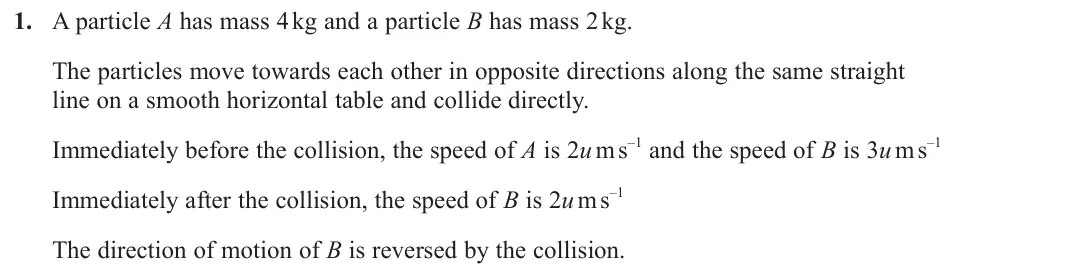 1. A particle A has mass 4 kg and a particle B has mass 2 kg.
The particles move towards each other in opposite directions along the same straight
line on a smooth horizontal table and collide directly.
Immediately before the collision, the speed of A is 2u m s⁻¹ and the speed of B is 3u m s⁻¹
Immediately after the collision, the speed of B is 2u m s⁻¹
The direction of motion of B is reversed by the collision.